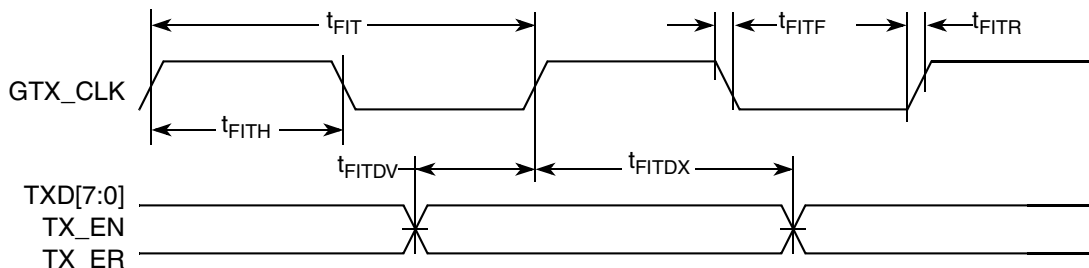 tFIT
tFITF
tFITR
GTX_CLK
tFITH
tFITDV
tFITDX
TXD[7:0]
TX_EN
TX_ER